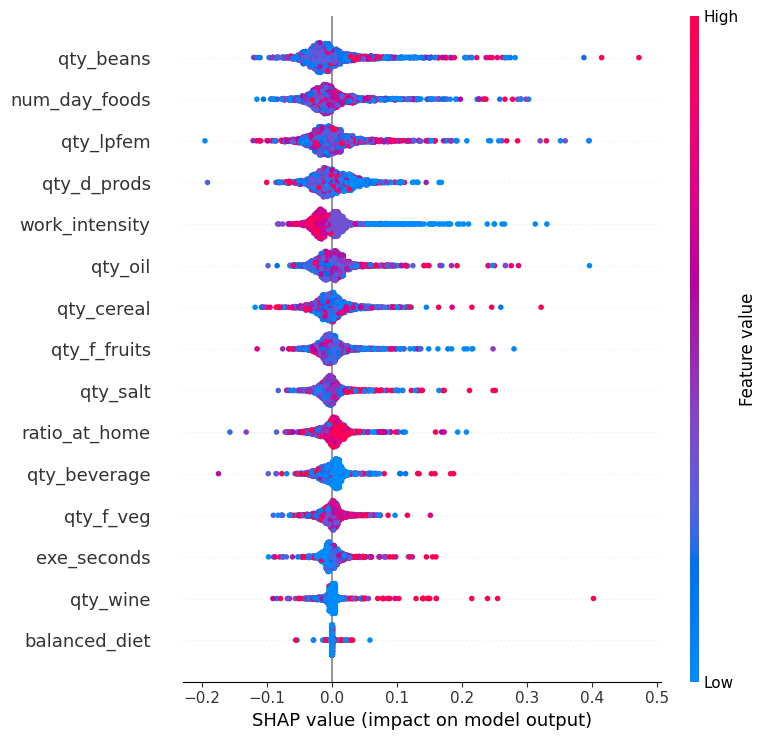 High
qty_beans
num_day_foods
qty_lpfem
qty_d_prods
work_intensity
qty_oil
qty_cereal
qty_f_fruits
qty_salt
ratio_at_home
qty_beverage
qty_f_veg
exe_seconds
qty_wine
balanced_diet
Feature value
Low
−0.2 −0.1 0.0 0.1 0.2 0.3 0.4 0.5
SHAP value (impact on model output)